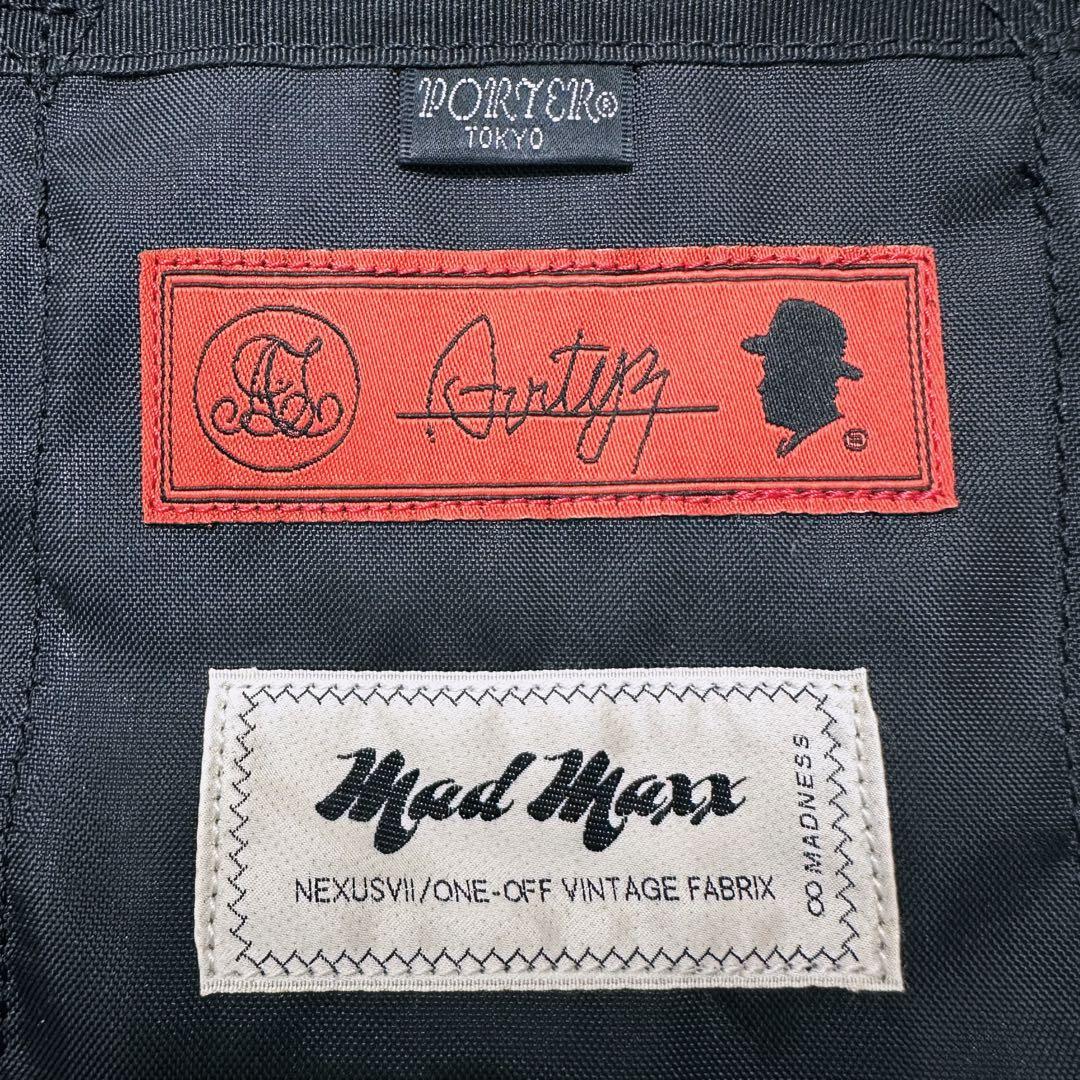 PORTER®
TOKYO
Mad Maxx
NEXUSVII/ONE-OFF VINTAGE FABRIX
∞ MADNESS